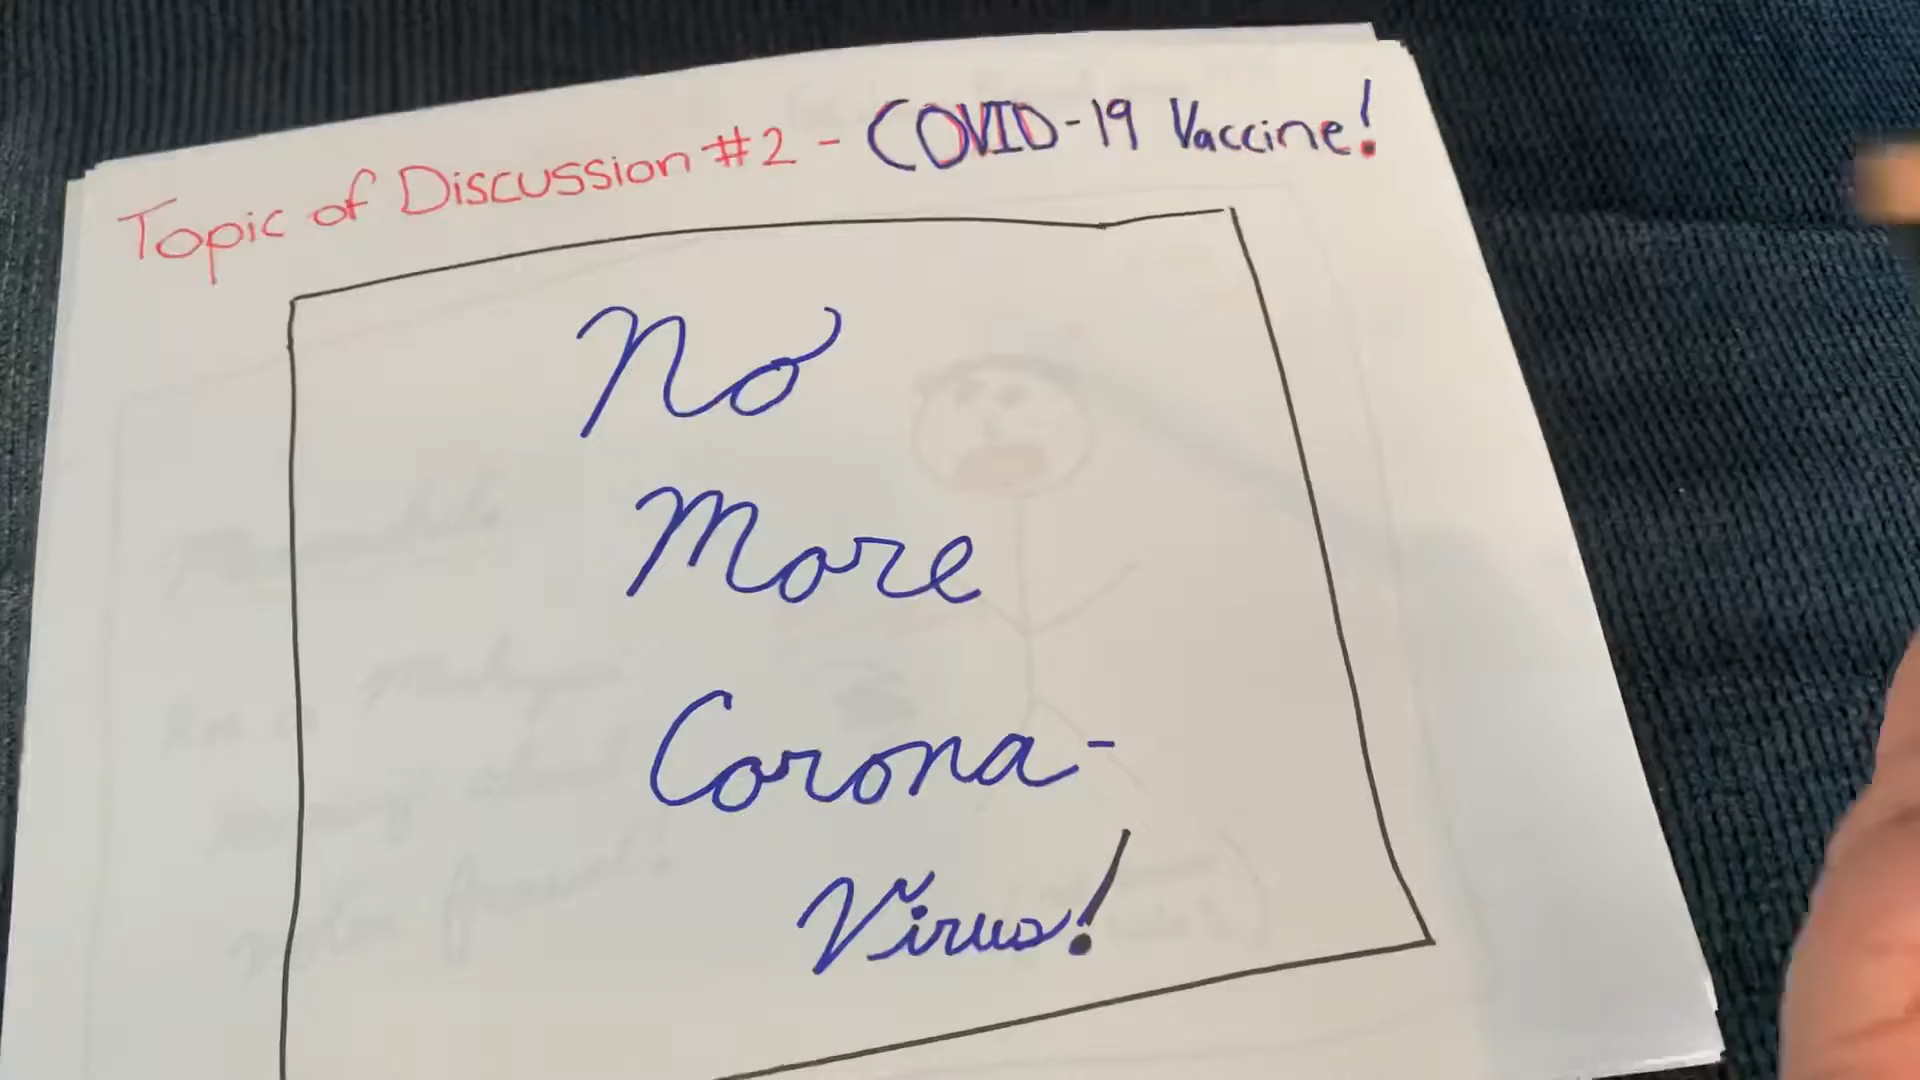 Topic of Discussion #2 - COVID-19 Vaccine!
No
More
Corona-
Virus!